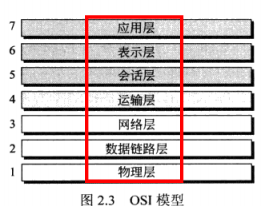 7 应用层
6 表示层
5 会话层
4 运输层
3 网络层
2 数据链路层
1 物理层
图 2.3 OSI 模型